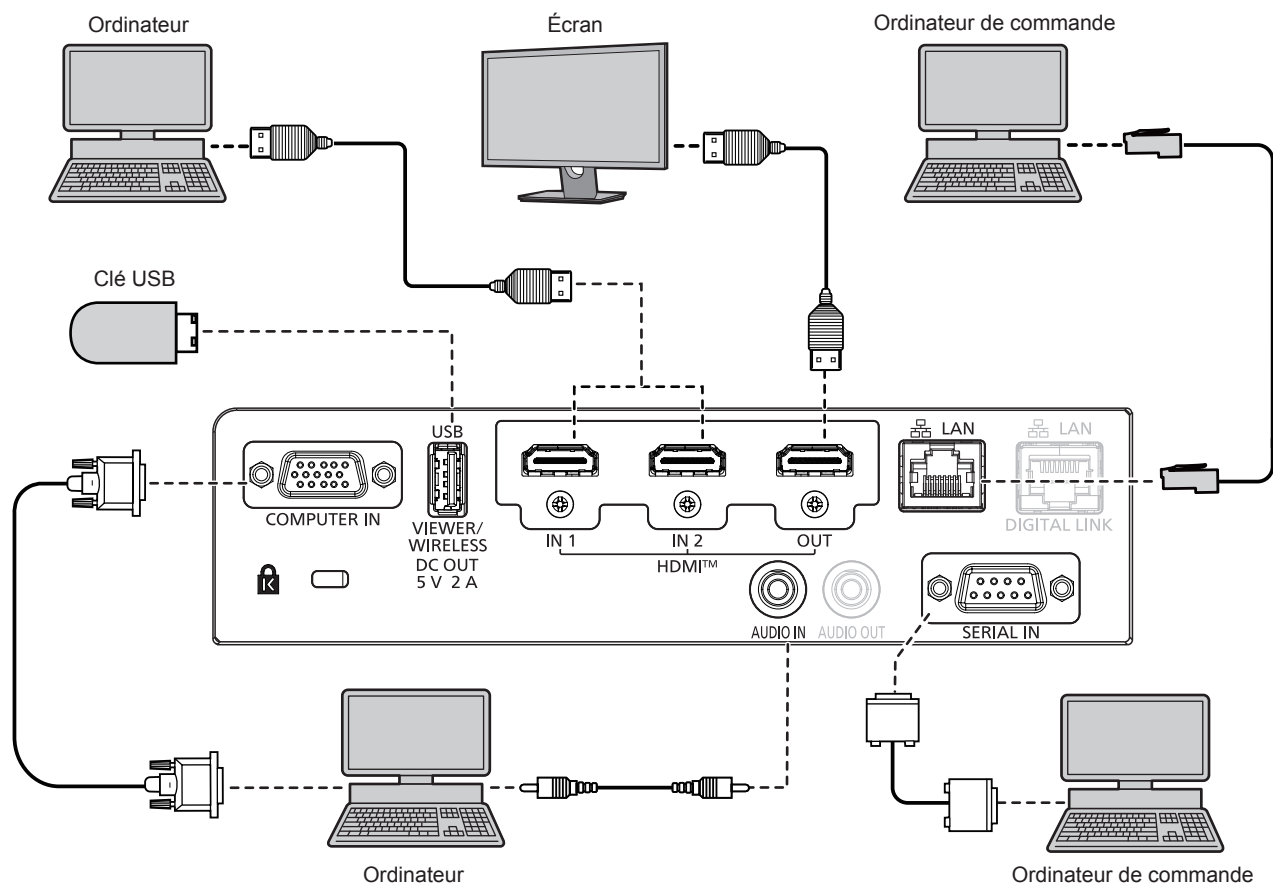 Ordinateur
Écran
Ordinateur de commande
Clé USB
USB
LAN
LAN
COMPUTER IN
VIEWER/
WIRELESS
DC OUT
5 V 2 A
IN 1
IN 2
OUT
HDMI™
DIGITAL LINK
K
AUDIO IN
AUDIO OUT
SERIAL IN
Ordinateur
Ordinateur de commande